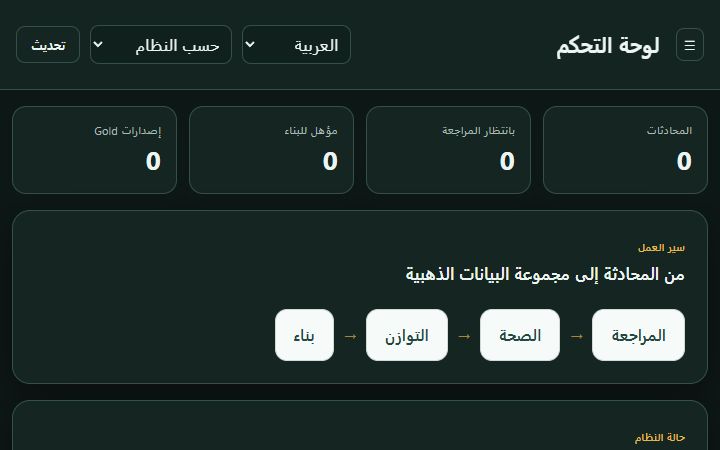 ☰ لوحة التحكم العربية حسب النظام تحديث
المحادثات بانتظار المراجعة مؤهل للبناء إصدارات Gold
0 0 0 0
سير العمل
من المحادثة إلى مجموعة البيانات الذهبية
المراجعة → الصحة → التوازن → بناء
حالة النظام